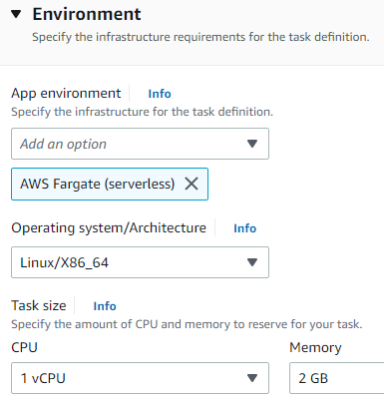 Environment
Specify the infrastructure requirements for the task definition.
App environment Info
Specify the infrastructure for the task definition.
Add an option
AWS Fargate (serverless)
Operating system/Architecture Info
Linux/X86_64
Task size Info
Specify the amount of CPU and memory to reserve for your task.
CPU Memory
1 vCPU 2 GB